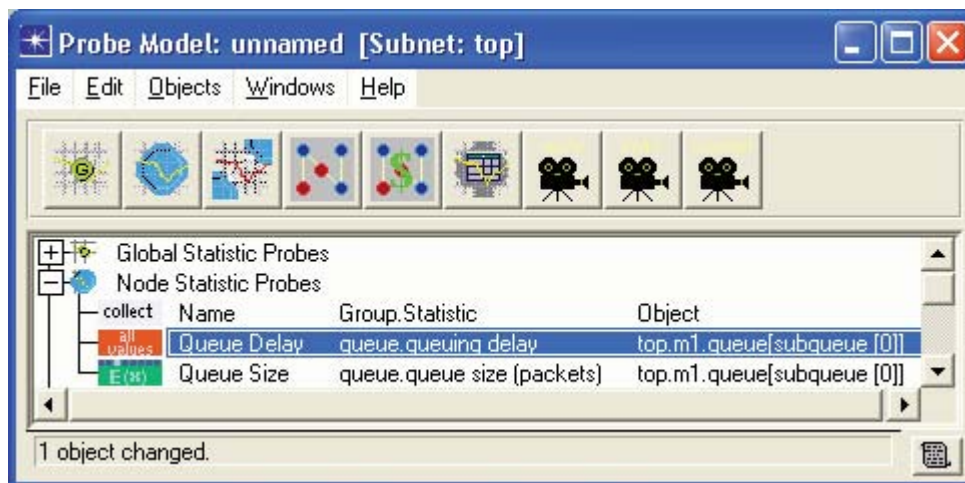 Probe Model: unnamed [Subnet: top]
File Edit Objects Windows Help
G
$
Global Statistic Probes
Node Statistic Probes
collect Name Group.Statistic Object
all values Queue Delay queue.queuing delay top.m1.queue[subqueue [0]]
E(x) Queue Size queue.queue size (packets) top.m1.queue[subqueue [0]]
1 object changed.